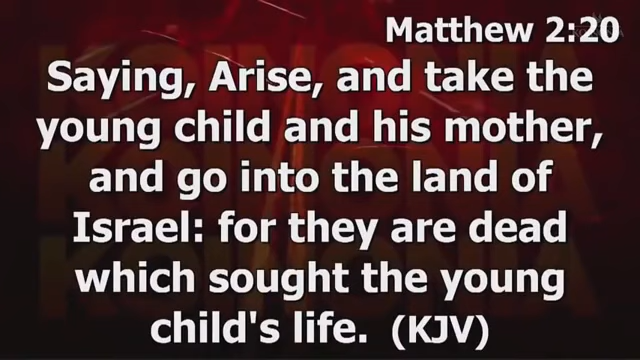 Matthew 2:20
Saying, Arise, and take the
young child and his mother,
and go into the land of
Israel: for they are dead
which sought the young
child's life. (KJV)